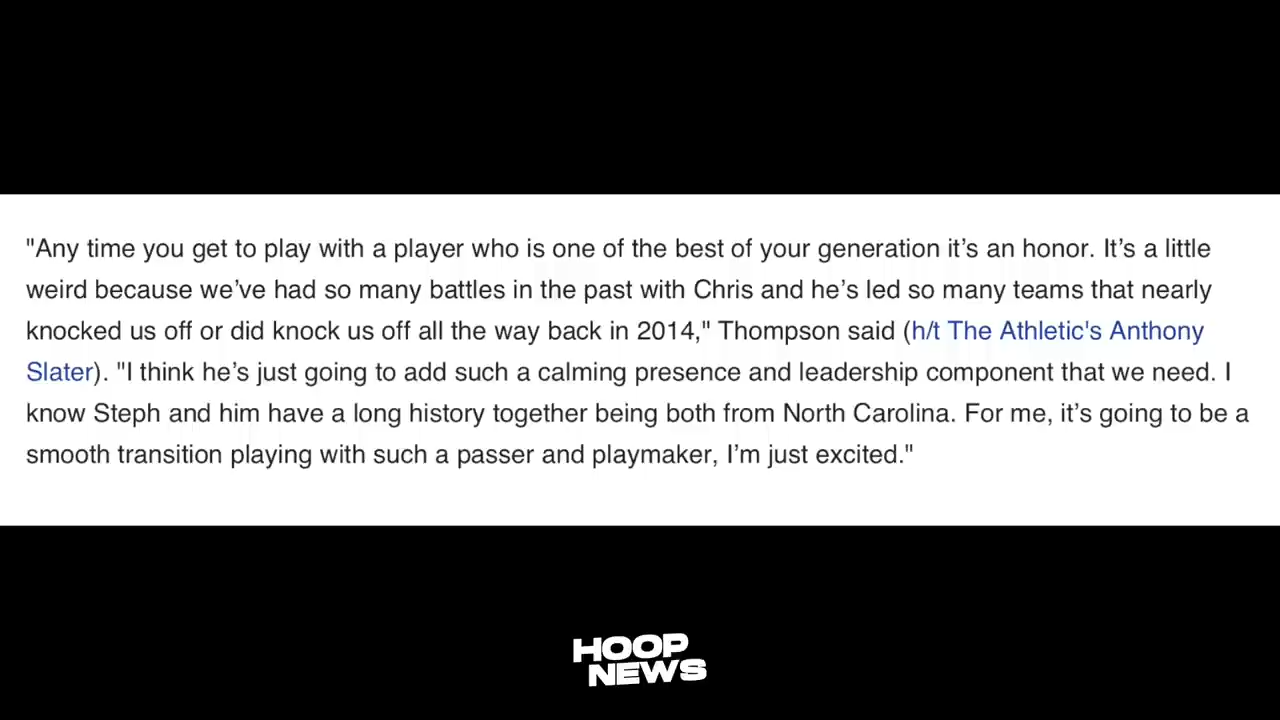 "Any time you get to play with a player who is one of the best of your generation it’s an honor. It’s a little
weird because we’ve had so many battles in the past with Chris and he’s led so many teams that nearly
knocked us off or did knock us off all the way back in 2014," Thompson said (h/t The Athletic's Anthony
Slater). "I think he’s just going to add such a calming presence and leadership component that we need. I
know Steph and him have a long history together being both from North Carolina. For me, it’s going to be a
smooth transition playing with such a passer and playmaker, I’m just excited."
HOOP
NEWS